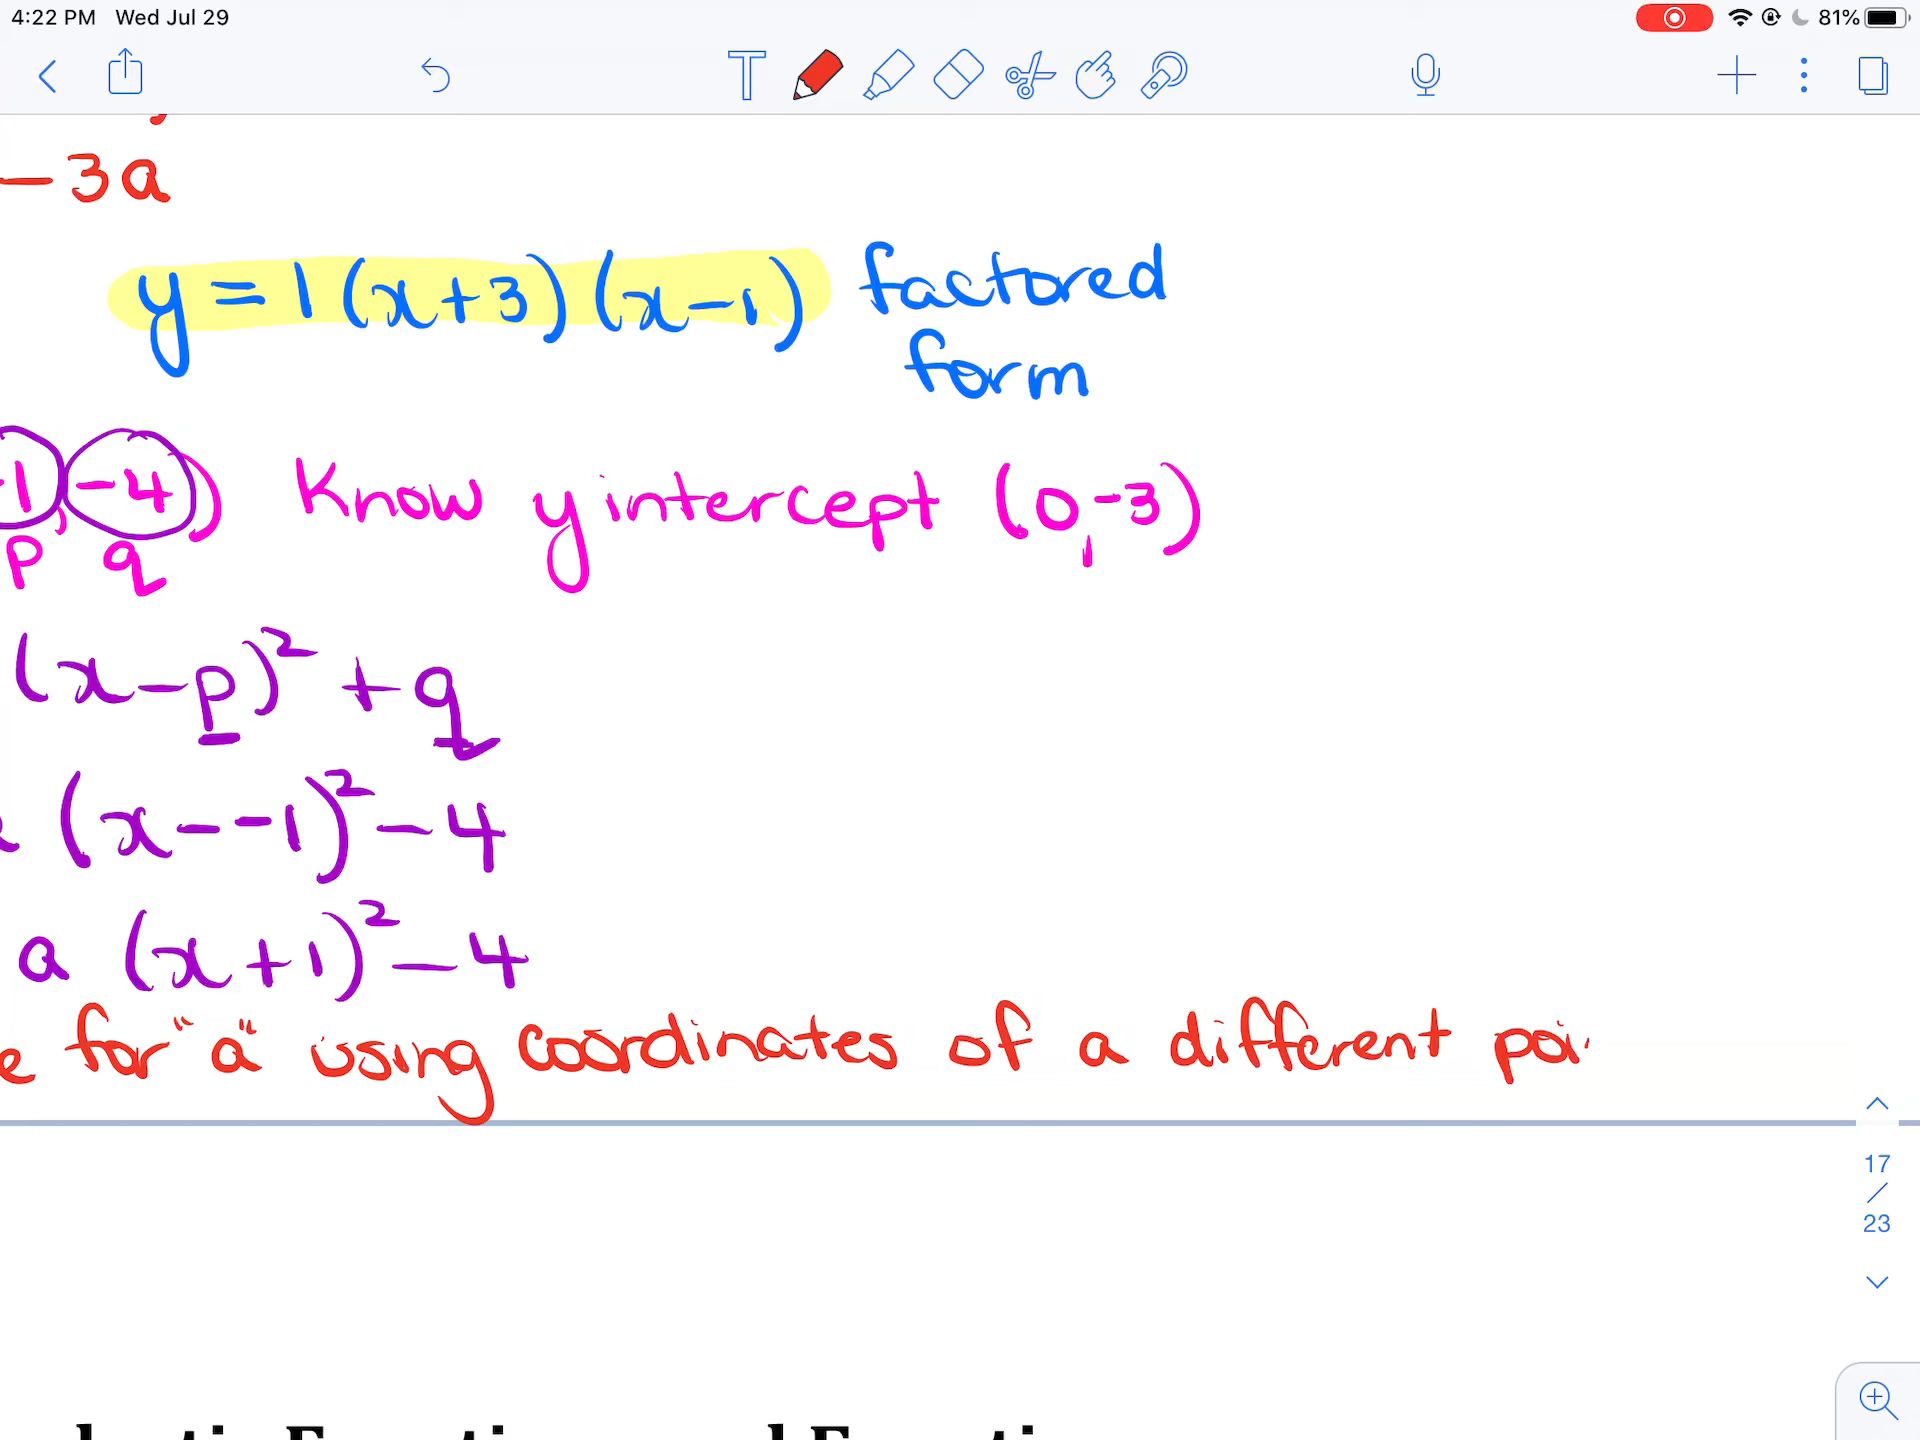 4:22 PM Wed Jul 29
81%
T
-3a
y = 1 (x+3) (x-1) factored
form
-1, -4) Know y intercept (0,-3)
p q
(x-p)² + q
(x--1)² - 4
a (x+1)² - 4
e for "a" using coordinates of a different poi
17
/
23